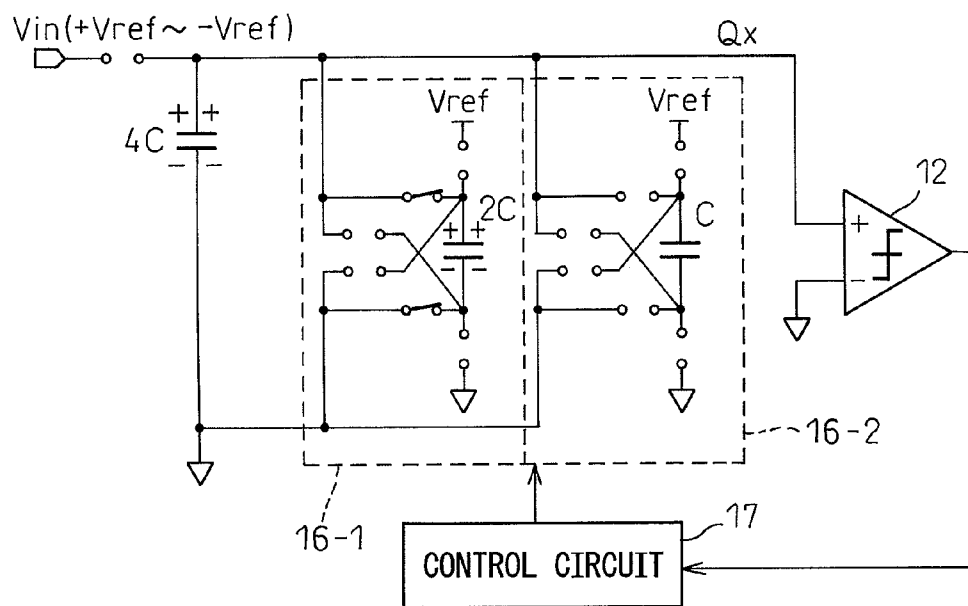 Vin(+Vref ~ -Vref)
Qx
Vref
Vref
+ +
4C
- -
2C
+ +
- -
C
12
+
-
16-2
16-1
17
CONTROL CIRCUIT